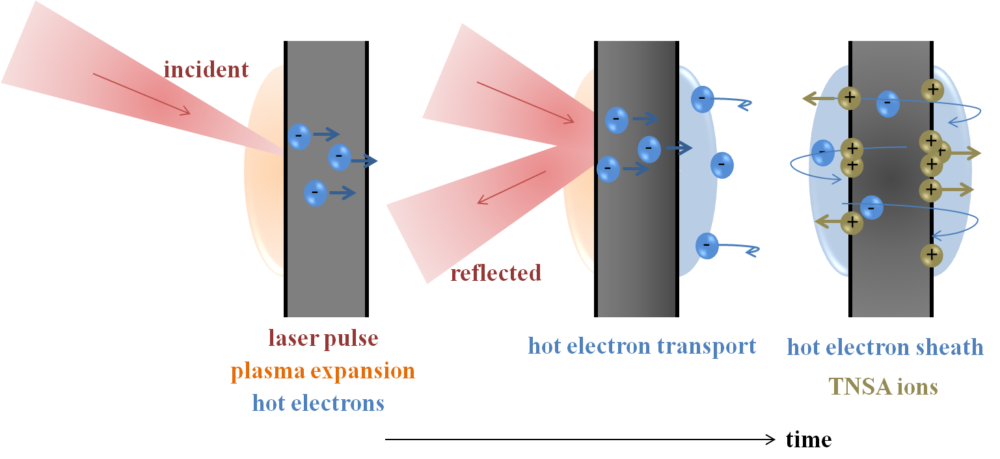 incident
reflected
laser pulse
plasma expansion
hot electrons
hot electron transport
hot electron sheath
TNSA ions
time